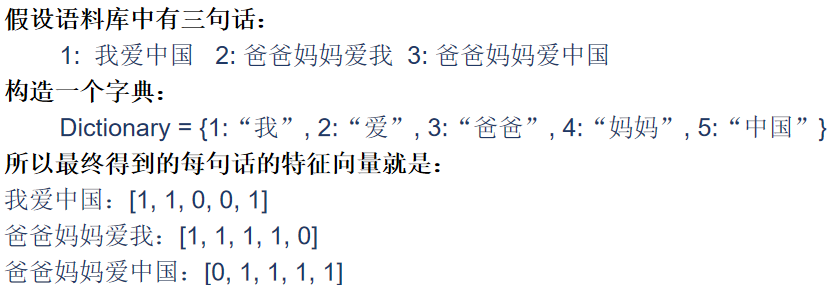 假设语料库中有三句话：
1: 我爱中国 2: 爸爸妈妈爱我 3: 爸爸妈妈爱中国
构造一个字典：
Dictionary = {1:“我”, 2:“爱”, 3:“爸爸”, 4:“妈妈”, 5:“中国”}
所以最终得到的每句话的特征向量就是：
我爱中国：[1, 1, 0, 0, 1]
爸爸妈妈爱我：[1, 1, 1, 1, 0]
爸爸妈妈爱中国：[0, 1, 1, 1, 1]